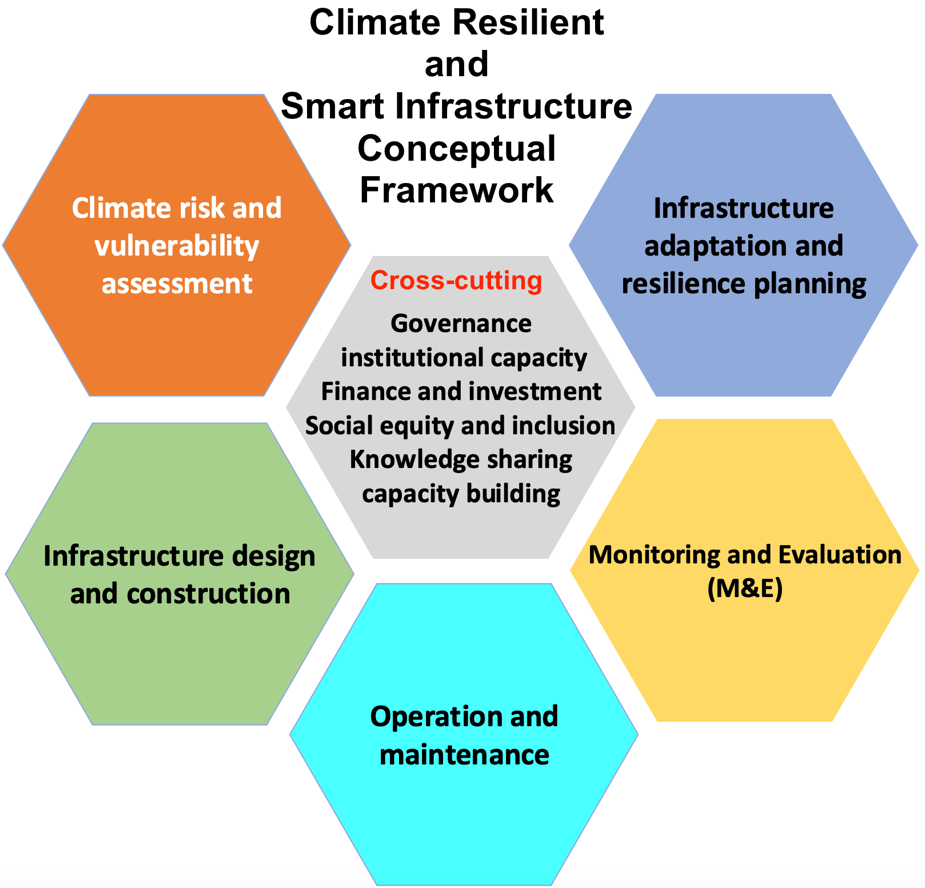 Climate Resilient
and
Smart Infrastructure
Conceptual
Framework
Climate risk and
vulnerability
assessment
Infrastructure
adaptation and
resilience planning
Cross-cutting
Governance
institutional capacity
Finance and investment
Social equity and inclusion
Knowledge sharing
capacity building
Infrastructure design
and construction
Monitoring and Evaluation
(M&E)
Operation and
maintenance